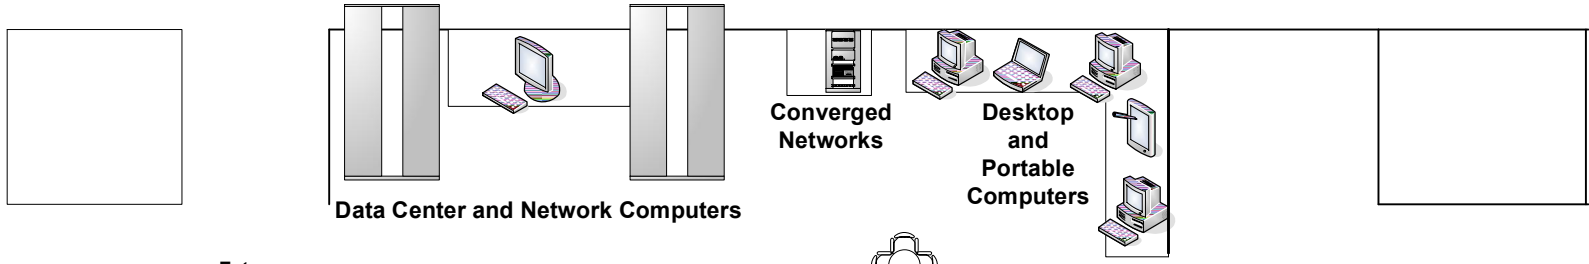 Converged
Networks
Desktop
and
Portable
Computers
Data Center and Network Computers